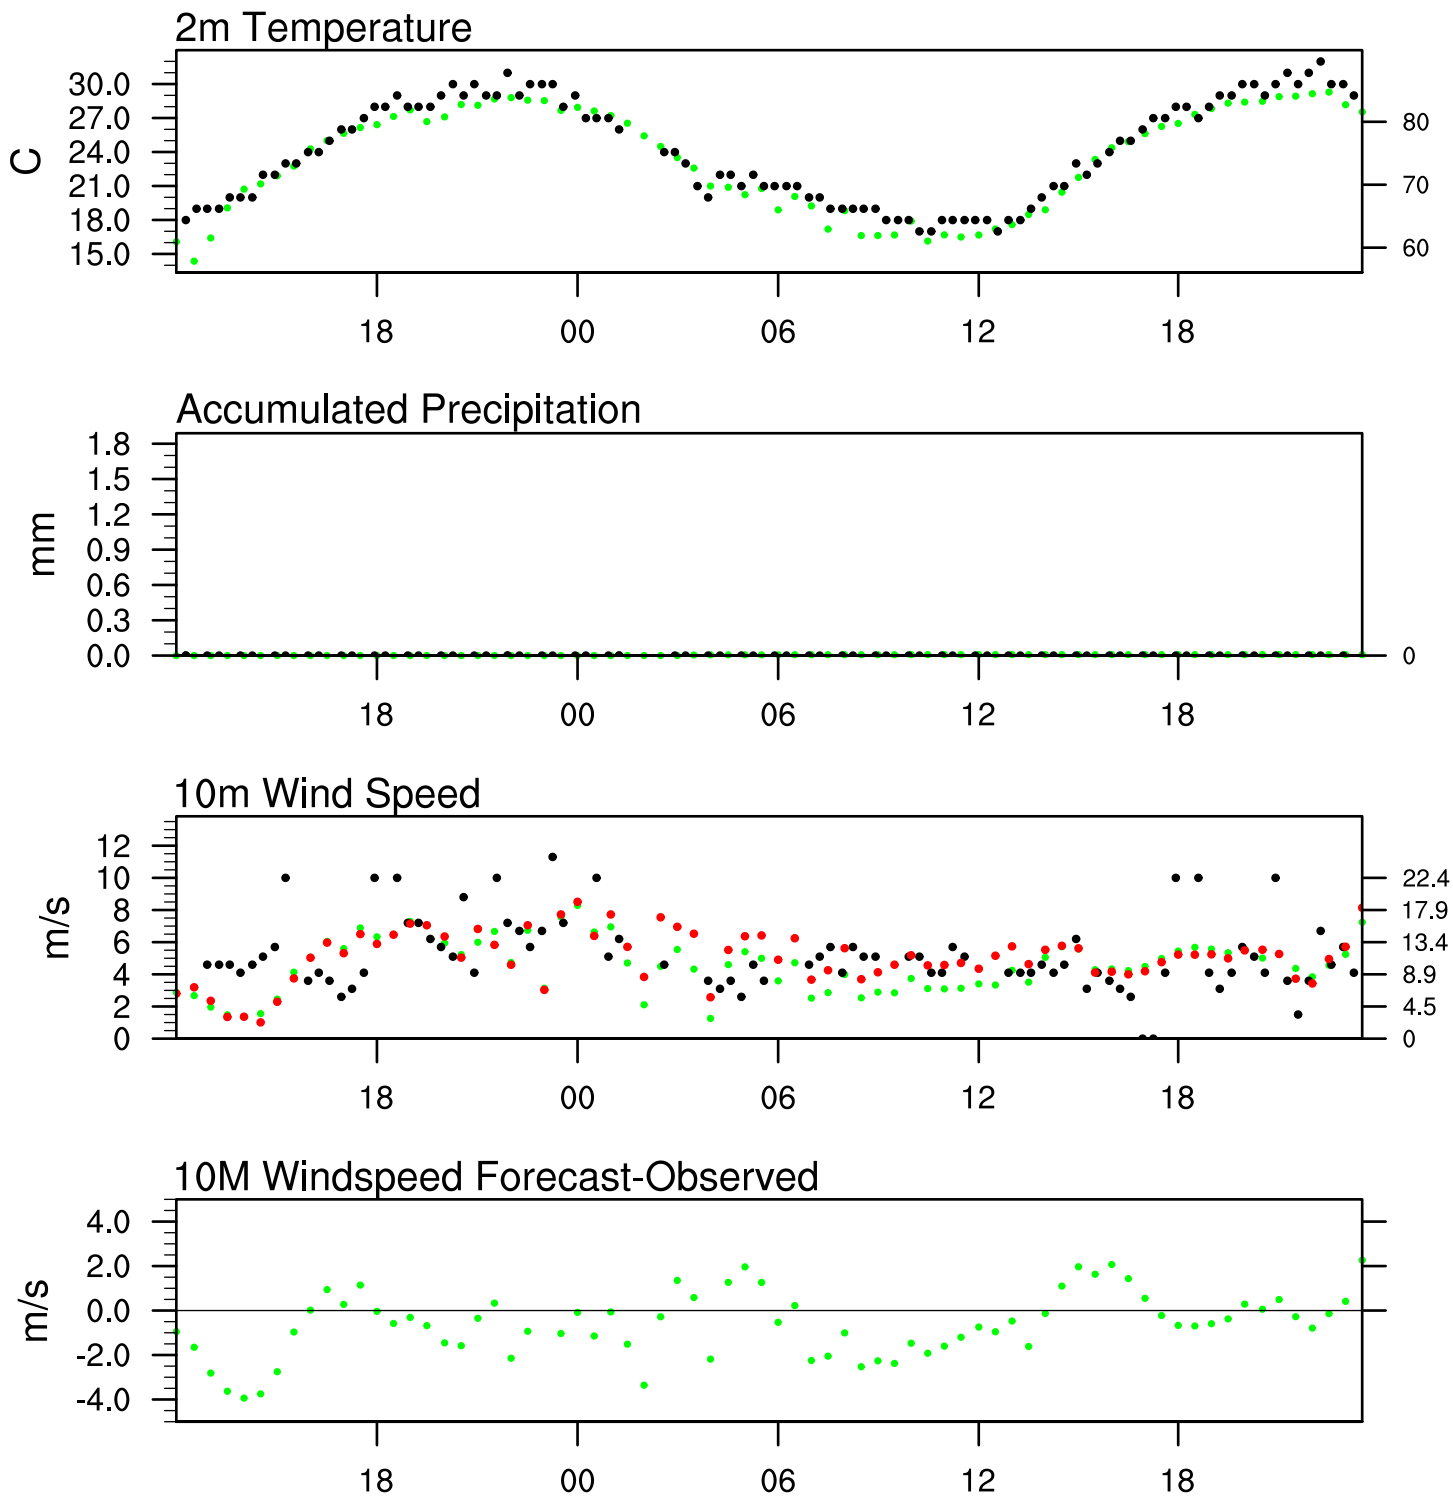 2m Temperature
30.0
27.0
24.0
21.0
18.0
15.0
C
80
70
60
18 00 06 12 18
Accumulated Precipitation
1.8
1.5
1.2
0.9
0.6
0.3
0.0
mm
0
18 00 06 12 18
10m Wind Speed
12
10
8
6
4
2
0
m/s
22.4
17.9
13.4
8.9
4.5
0
18 00 06 12 18
10M Windspeed Forecast-Observed
4.0
2.0
0.0
-2.0
-4.0
m/s
18 00 06 12 18